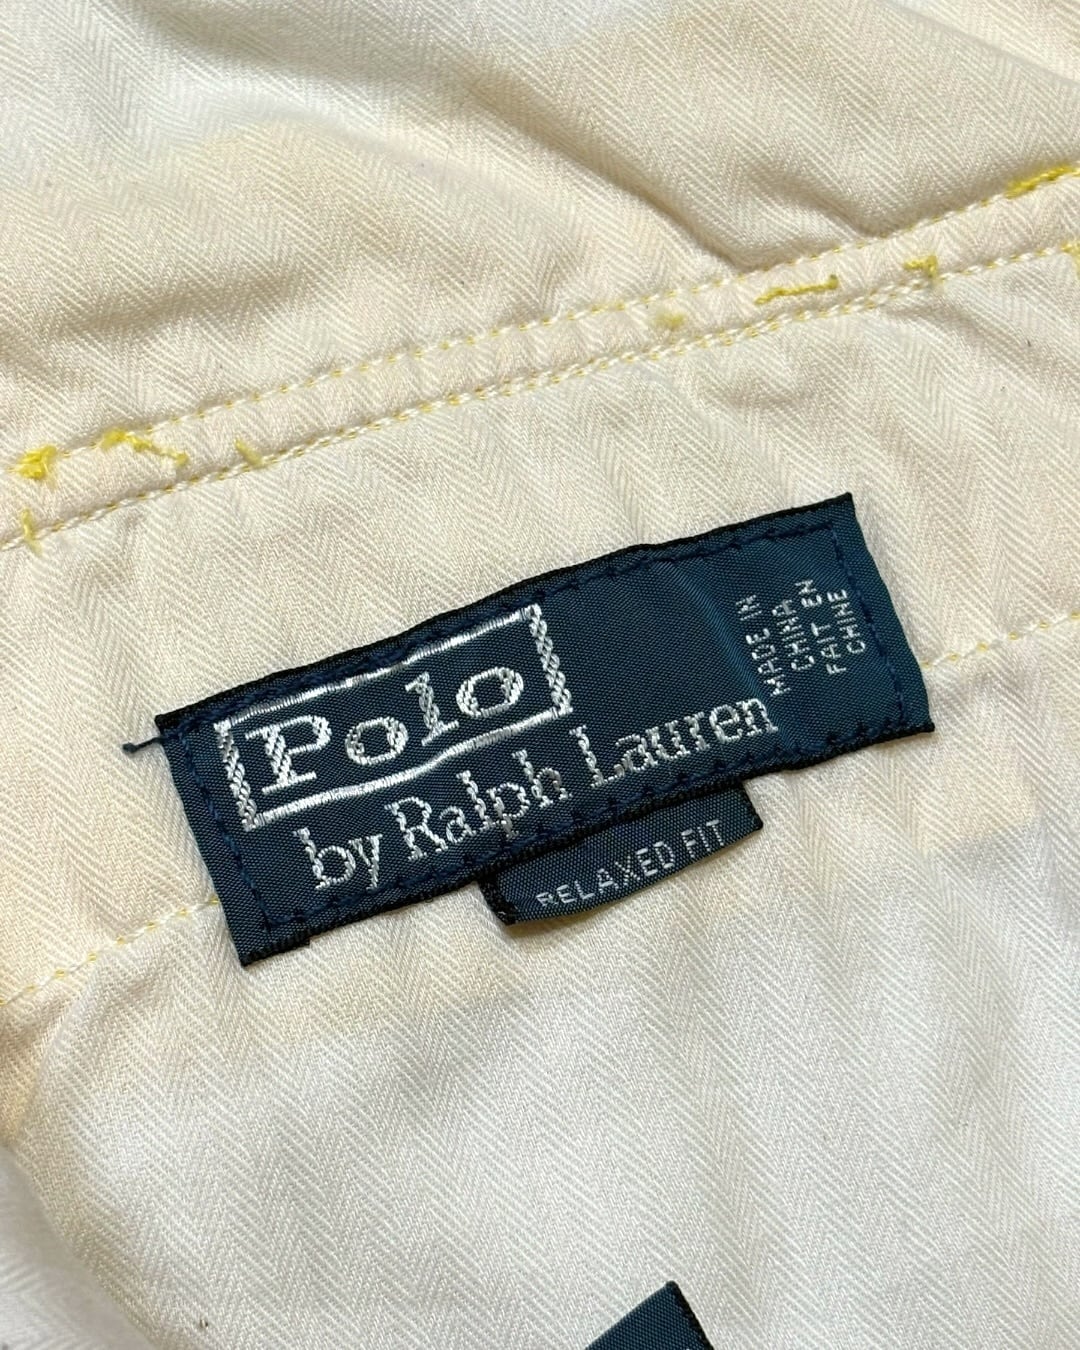 Polo
by Ralph Lauren
MADE IN
CHINA
FAIT EN
CHINE
RELAXED FIT